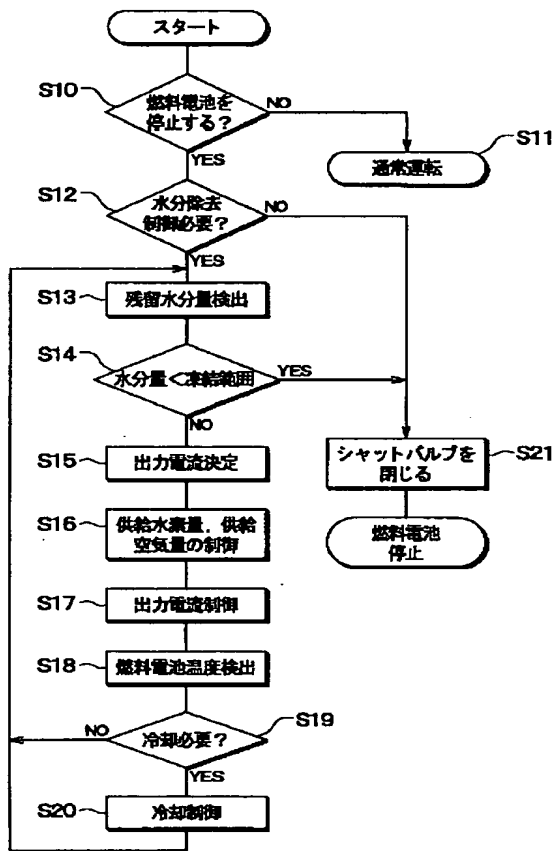 スタート
S10
燃料電池を
停止する?
NO
YES
S11
通常運転
S12
水分除去
制御必要?
NO
YES
S13
残留水分量検出
S14
水分量<凍結範囲
YES
NO
S15
出力電流決定
S21
シャットバルブを
閉じる
S16
供給水素量，供給
空気量の制御
燃料電池
停止
S17
出力電流制御
S18
燃料電池温度検出
S19
冷却必要?
NO
YES
S20
冷却制御